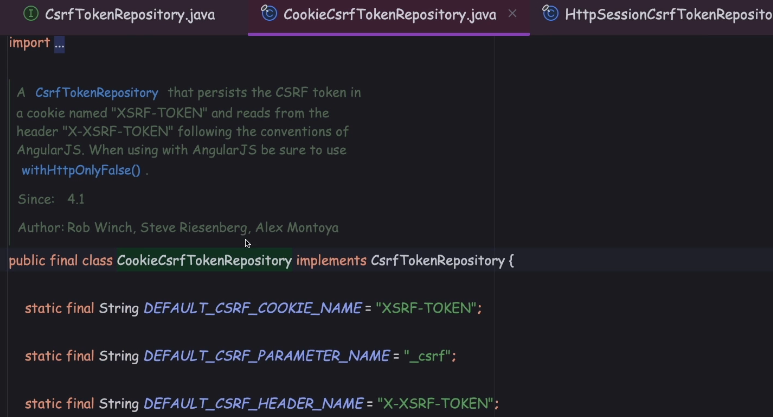 CsrfTokenRepository.java
CookieCsrfTokenRepository.java
HttpSessionCsrfTokenReposito
import ...
A CsrfTokenRepository that persists the CSRF token in
a cookie named "XSRF-TOKEN" and reads from the
header "X-XSRF-TOKEN" following the conventions of
AngularJS. When using with AngularJS be sure to use
withHttpOnlyFalse() .
Since: 4.1
Author: Rob Winch, Steve Riesenberg, Alex Montoya
public final class CookieCsrfTokenRepository implements CsrfTokenRepository {
static final String DEFAULT_CSRF_COOKIE_NAME = "XSRF-TOKEN";
static final String DEFAULT_CSRF_PARAMETER_NAME = "_csrf";
static final String DEFAULT_CSRF_HEADER_NAME = "X-XSRF-TOKEN";